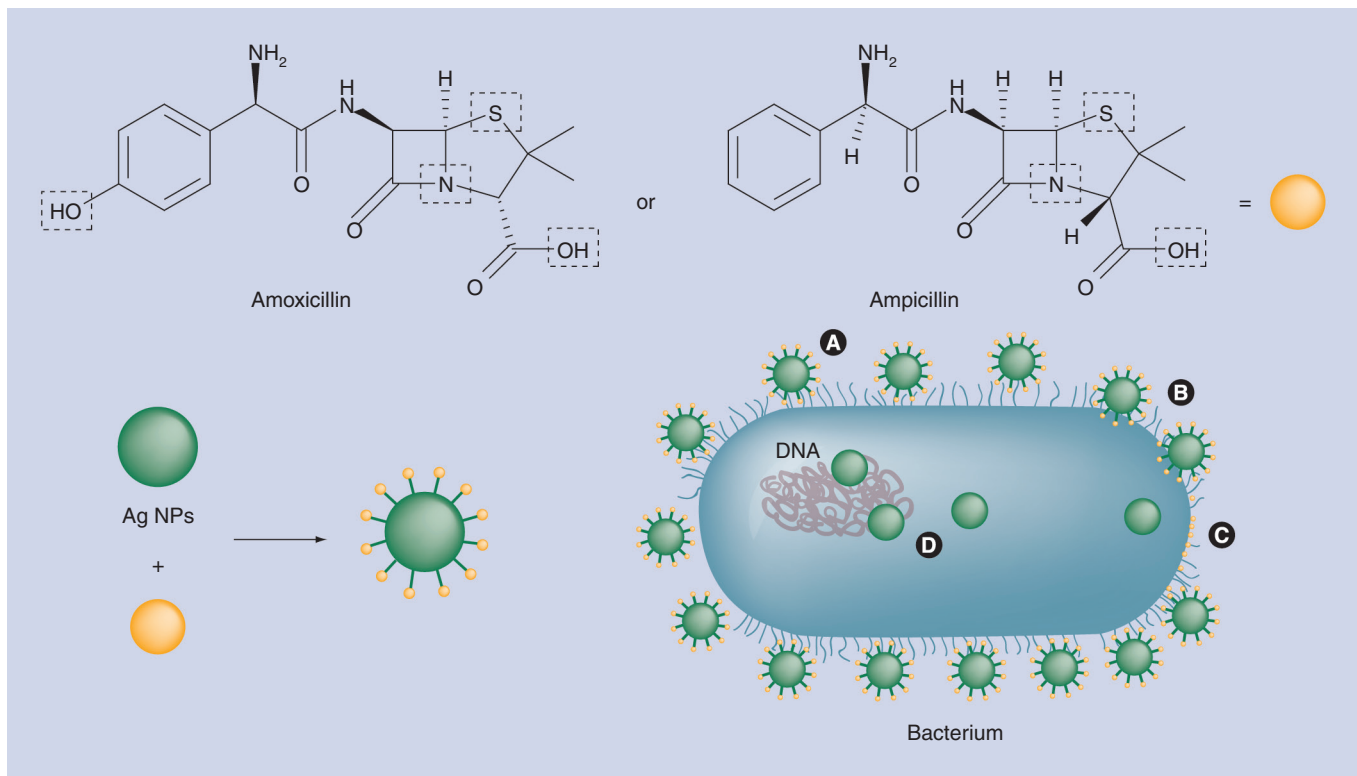 NH2
H
N
H
S
HO
O
N
O
OH
O
Amoxicillin
or
NH2
H
N
H
H
S
H
O
N
O
H
OH
O
Ampicillin
=
Ag NPs
+
A
B
DNA
C
D
Bacterium